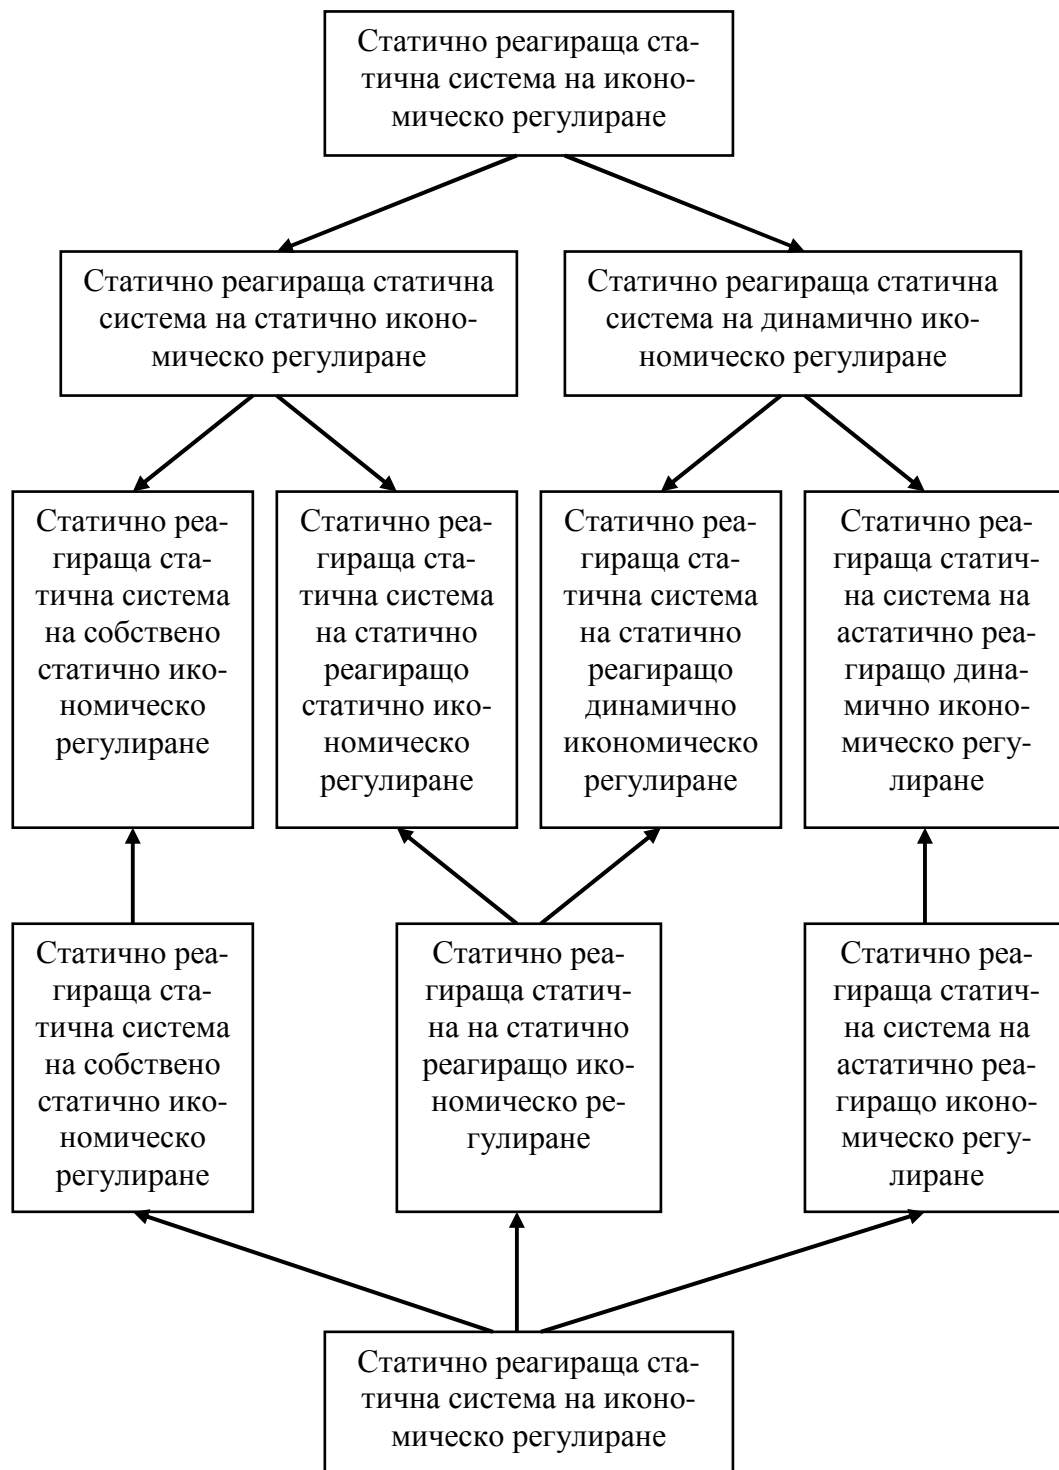 Статично реагираща ста-
тична система на иконо-
мическо регулиране
Статично реагираща статична
система на статично иконо-
мическо регулиране
Статично реагираща статична
система на динамично ико-
номическо регулиране
Статично реа-
гираща ста-
тична система
на собствено
статично ико-
номическо
регулиране
Статично реа-
гираща ста-
тична система
на статично
реагиращо
статично ико-
номическо
регулиране
Статично реа-
гираща ста-
тична система
на статично
реагиращо
динамично
икономическо
регулиране
Статично реа-
гираща статич-
на система на
астатично реа-
гиращо дина-
мично иконо-
мическо регу-
лиране
Статично реа-
гираща ста-
тична система
на собствено
статично ико-
номическо
регулиране
Статично реа-
гираща статич-
на на статично
реагиращо ико-
номическо ре-
гулиране
Статично реа-
гираща статич-
на система на
астатично реа-
гиращо иконо-
мическо регу-
лиране
Статично реагираща ста-
тична система на иконо-
мическо регулиране